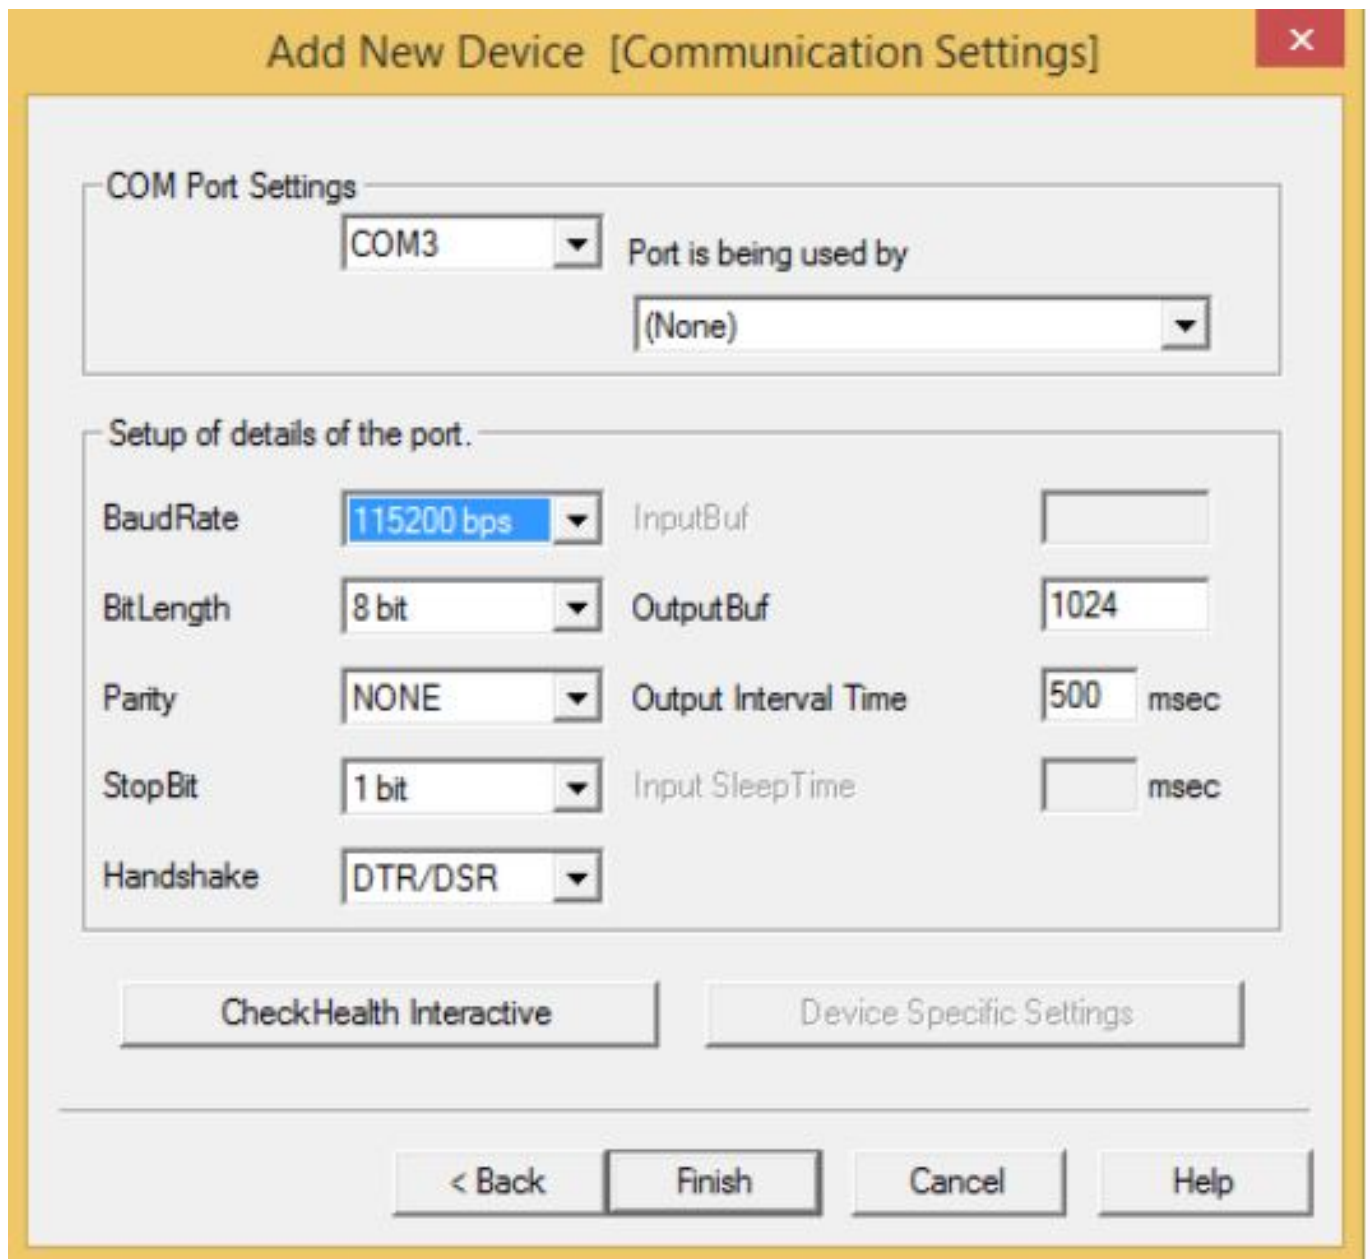 Add New Device [Communication Settings]
COM Port Settings
COM3
Port is being used by
(None)
Setup of details of the port.
BaudRate 115200 bps InputBuf
BitLength 8 bit OutputBuf 1024
Parity NONE Output Interval Time 500 msec
StopBit 1 bit Input SleepTime msec
Handshake DTR/DSR
CheckHealth Interactive Device Specific Settings
< Back Finish Cancel Help